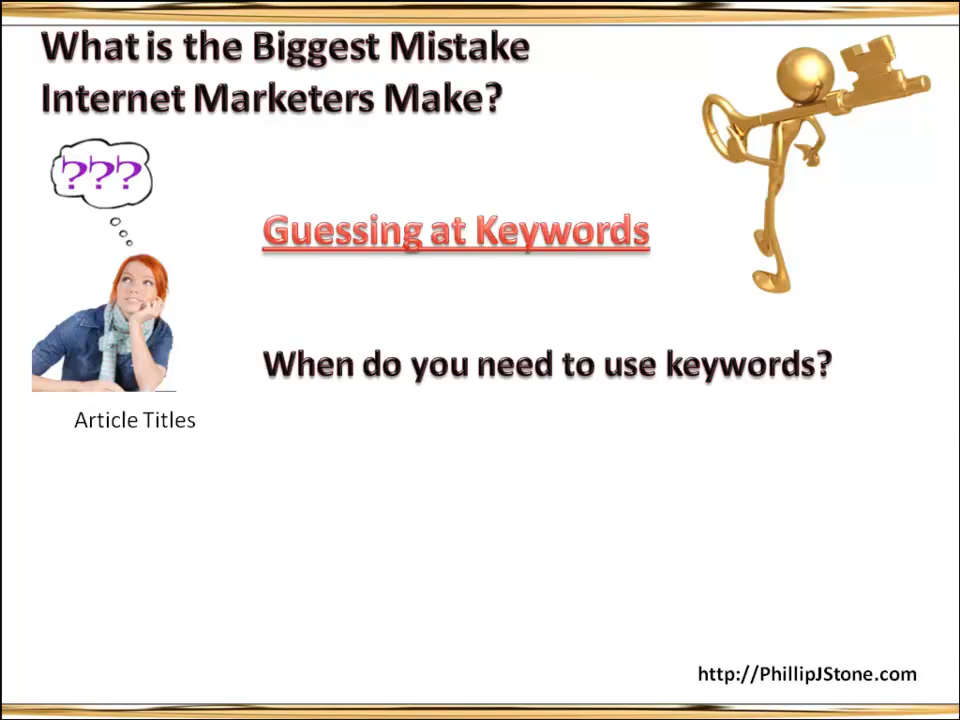 What is the Biggest Mistake
Internet Marketers Make?
???
Guessing at Keywords
When do you need to use keywords?
Article Titles
http://PhillipJStone.com